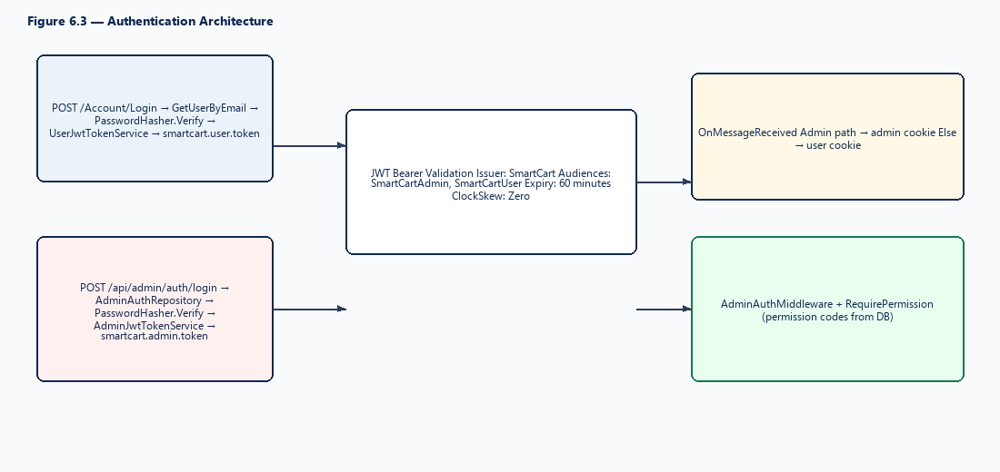 Figure 6.3 — Authentication Architecture
POST /Account/Login → GetUserByEmail →
PasswordHasher.Verify →
UserJwtTokenService → smartcart.user.token
JWT Bearer Validation Issuer: SmartCart Audiences:
SmartCartAdmin, SmartCartUser Expiry: 60 minutes
ClockSkew: Zero
OnMessageReceived Admin path → admin cookie Else
→ user cookie
POST /api/admin/auth/login →
AdminAuthRepository →
PasswordHasher.Verify →
AdminJwtTokenService →
smartcart.admin.token
AdminAuthMiddleware + RequirePermission
(permission codes from DB)